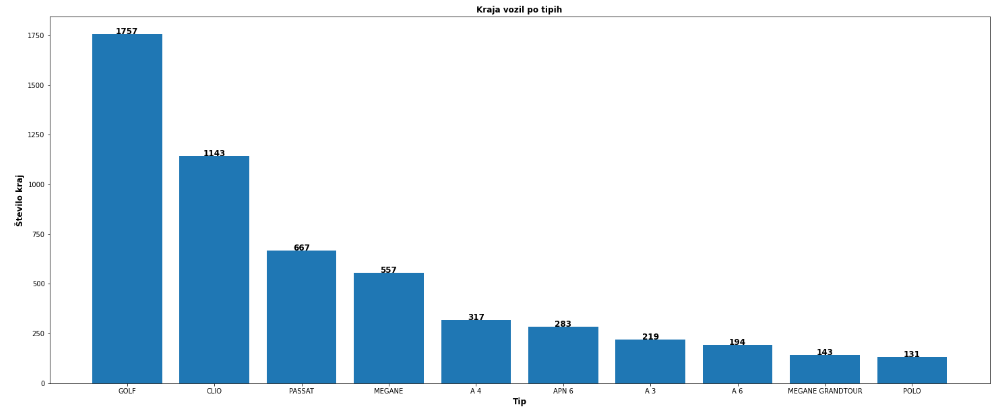 Kraja vozil po tipih
Število kraj
1750
1500
1250
1000
750
500
250
0
1757
1143
667
557
317
283
219
194
143
131
GOLF
CLIO
PASSAT
MEGANE
A 4
APN 6
A 3
A 6
MEGANE GRANDTOUR
POLO
Tip